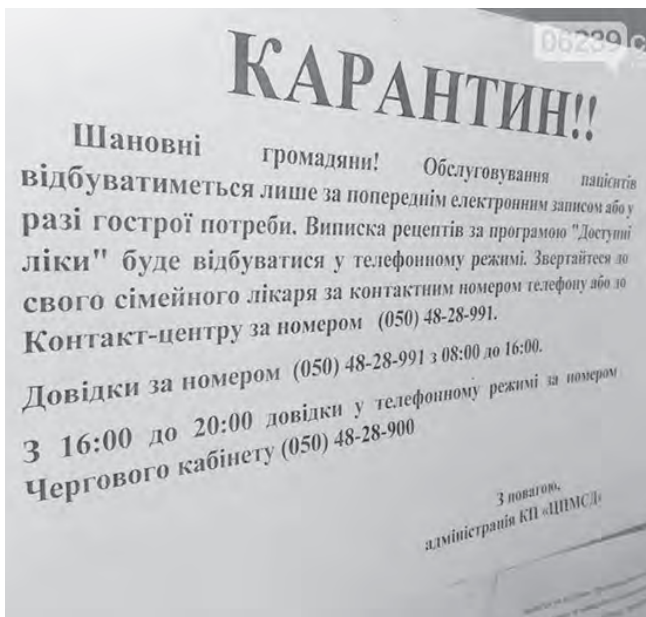 06239
КАРАНТИН!!
Шановні громадяни! Обслуговування пацієнтів
відбуватиметься лише за попереднім електронним записом або у
разі гострої потреби. Виписка рецептів за програмою "Доступні
ліки" буде відбуватися у телефонному режимі. Звертайтеся до
свого сімейного лікаря за контактним номером телефону або до
Контакт-центру за номером (050) 48-28-991.
Довідки за номером (050) 48-28-991 з 08:00 до 16:00.
З 16:00 до 20:00 довідки у телефонному режимі за номером
Чергового кабінету (050) 48-28-900
З повагою,
адміністрація КП «ЦПМСД»